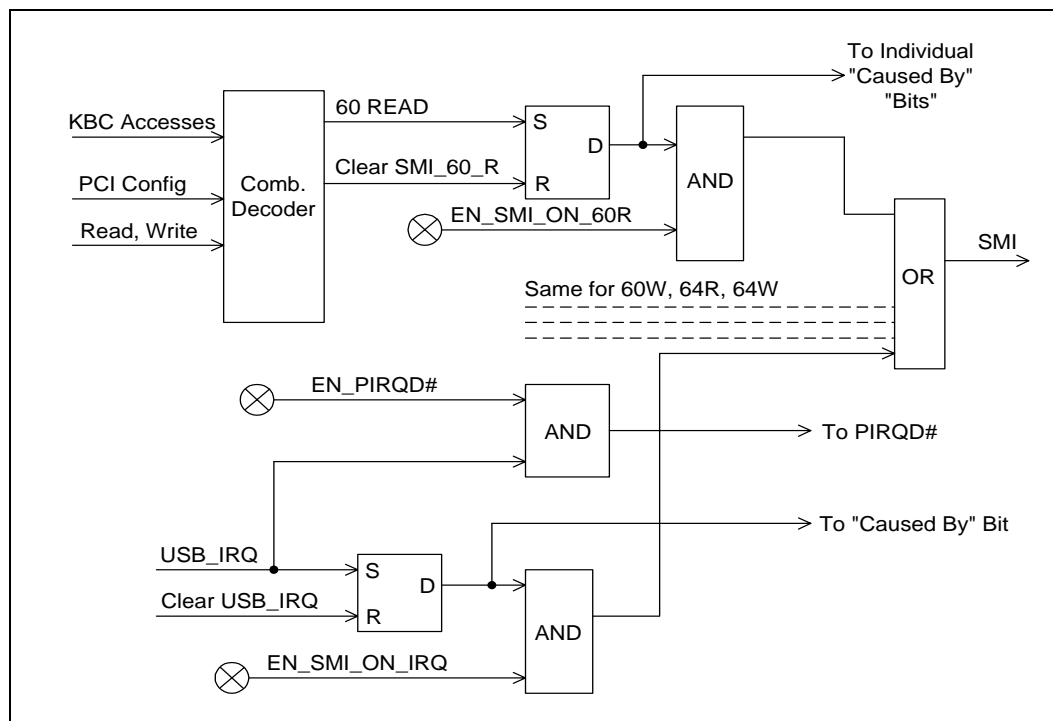 To Individual
"Caused By"
"Bits"
KBC Accesses
PCI Config
Read, Write
Comb.
Decoder
60 READ
Clear SMI_60_R
S
R
D
AND
EN_SMI_ON_60R
OR
SMI
Same for 60W, 64R, 64W
EN_PIRQD#
AND
To PIRQD#
To "Caused By" Bit
USB_IRQ
Clear USB_IRQ
S
R
D
AND
EN_SMI_ON_IRQ